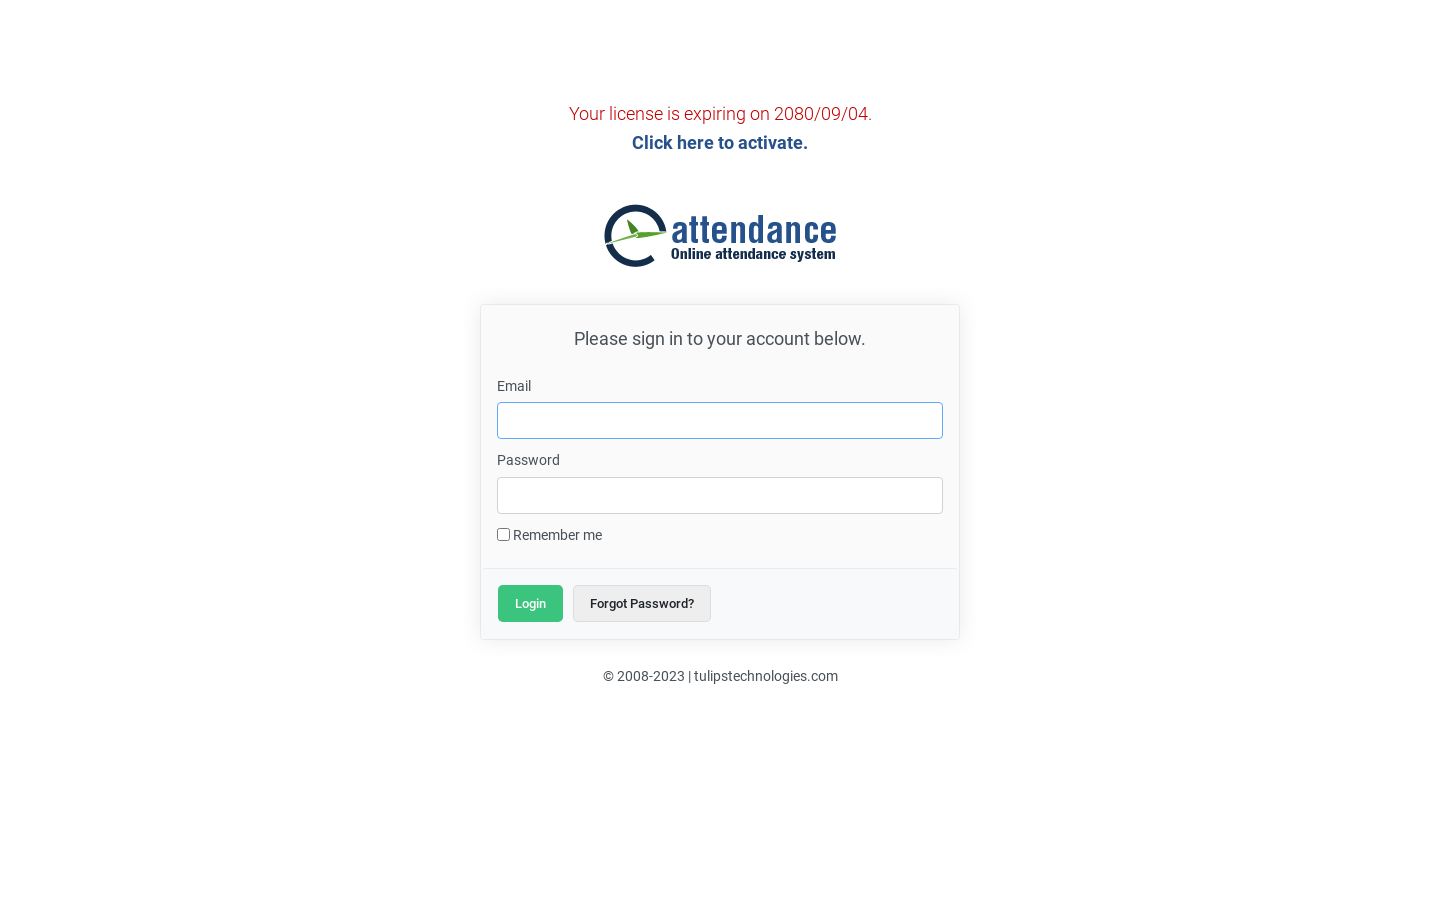 Your license is expiring on 2080/09/04.
Click here to activate.
attendance
Online attendance system
Please sign in to your account below.
Email
Password
Remember me
Login
Forgot Password?
© 2008-2023 | tulipstechnologies.com